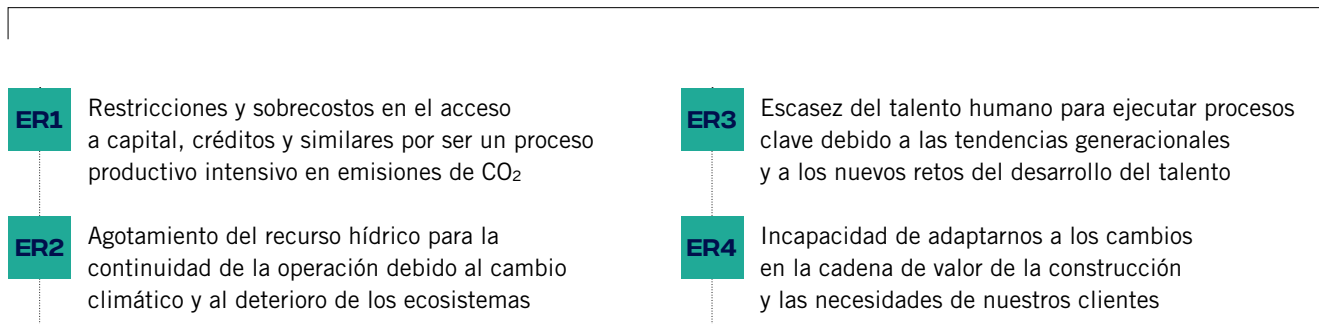 ER1
Restricciones y sobrecostos en el acceso
a capital, créditos y similares por ser un proceso
productivo intensivo en emisiones de CO₂
ER2
Agotamiento del recurso hídrico para la
continuidad de la operación debido al cambio
climático y al deterioro de los ecosistemas
ER3
Escasez del talento humano para ejecutar procesos
clave debido a las tendencias generacionales
y a los nuevos retos del desarrollo del talento
ER4
Incapacidad de adaptarnos a los cambios
en la cadena de valor de la construcción
y las necesidades de nuestros clientes